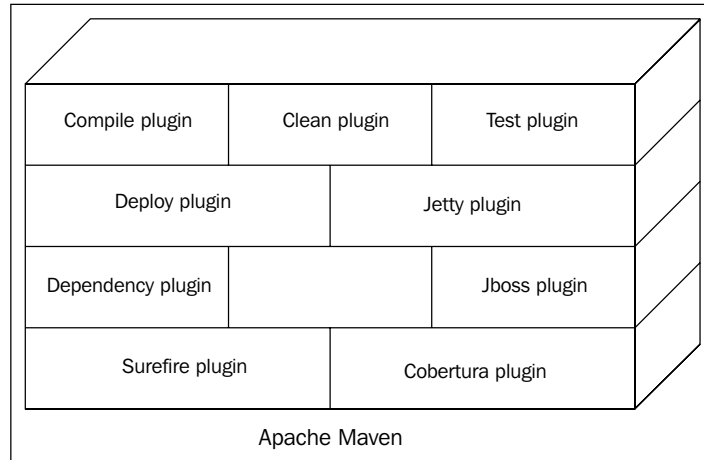 Compile plugin
Clean plugin
Test plugin
Deploy plugin
Jetty plugin
Dependency plugin
Jboss plugin
Surefire plugin
Cobertura plugin
Apache Maven